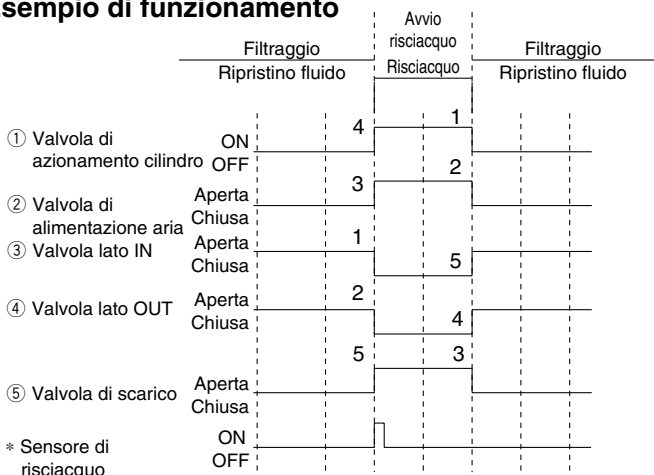 sempio di funzionamento
Avvio
risciacquo
Filtraggio
Filtraggio
Ripristino fluido
Risciacquo
Ripristino fluido
4
1
① Valvola di
azionamento cilindro
ON
OFF
3
2
② Valvola di
alimentazione aria
Aperta
Chiusa
1
5
③ Valvola lato IN
Aperta
Chiusa
2
4
④ Valvola lato OUT
Aperta
Chiusa
5
3
⑤ Valvola di scarico
Aperta
Chiusa
* Sensore di
risciacquo
ON
OFF